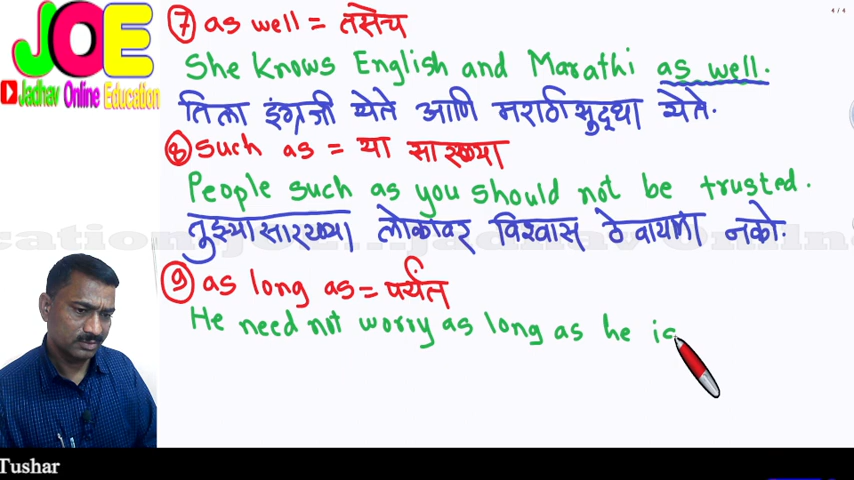 4 / 4
JOE
Jadhav Online Education
7 as well = तसेच
She knows English and Marathi as well.
तिला इंग्रजी येते आणि मराठी सुद्धा येते.
8 such as = या सारख्या
People such as you should not be trusted.
तुझ्यासारख्या लोकांवर विश्वास ठेवायला नको.
9 as long as = पर्यंत
He need not worry as long as he is
Tushar